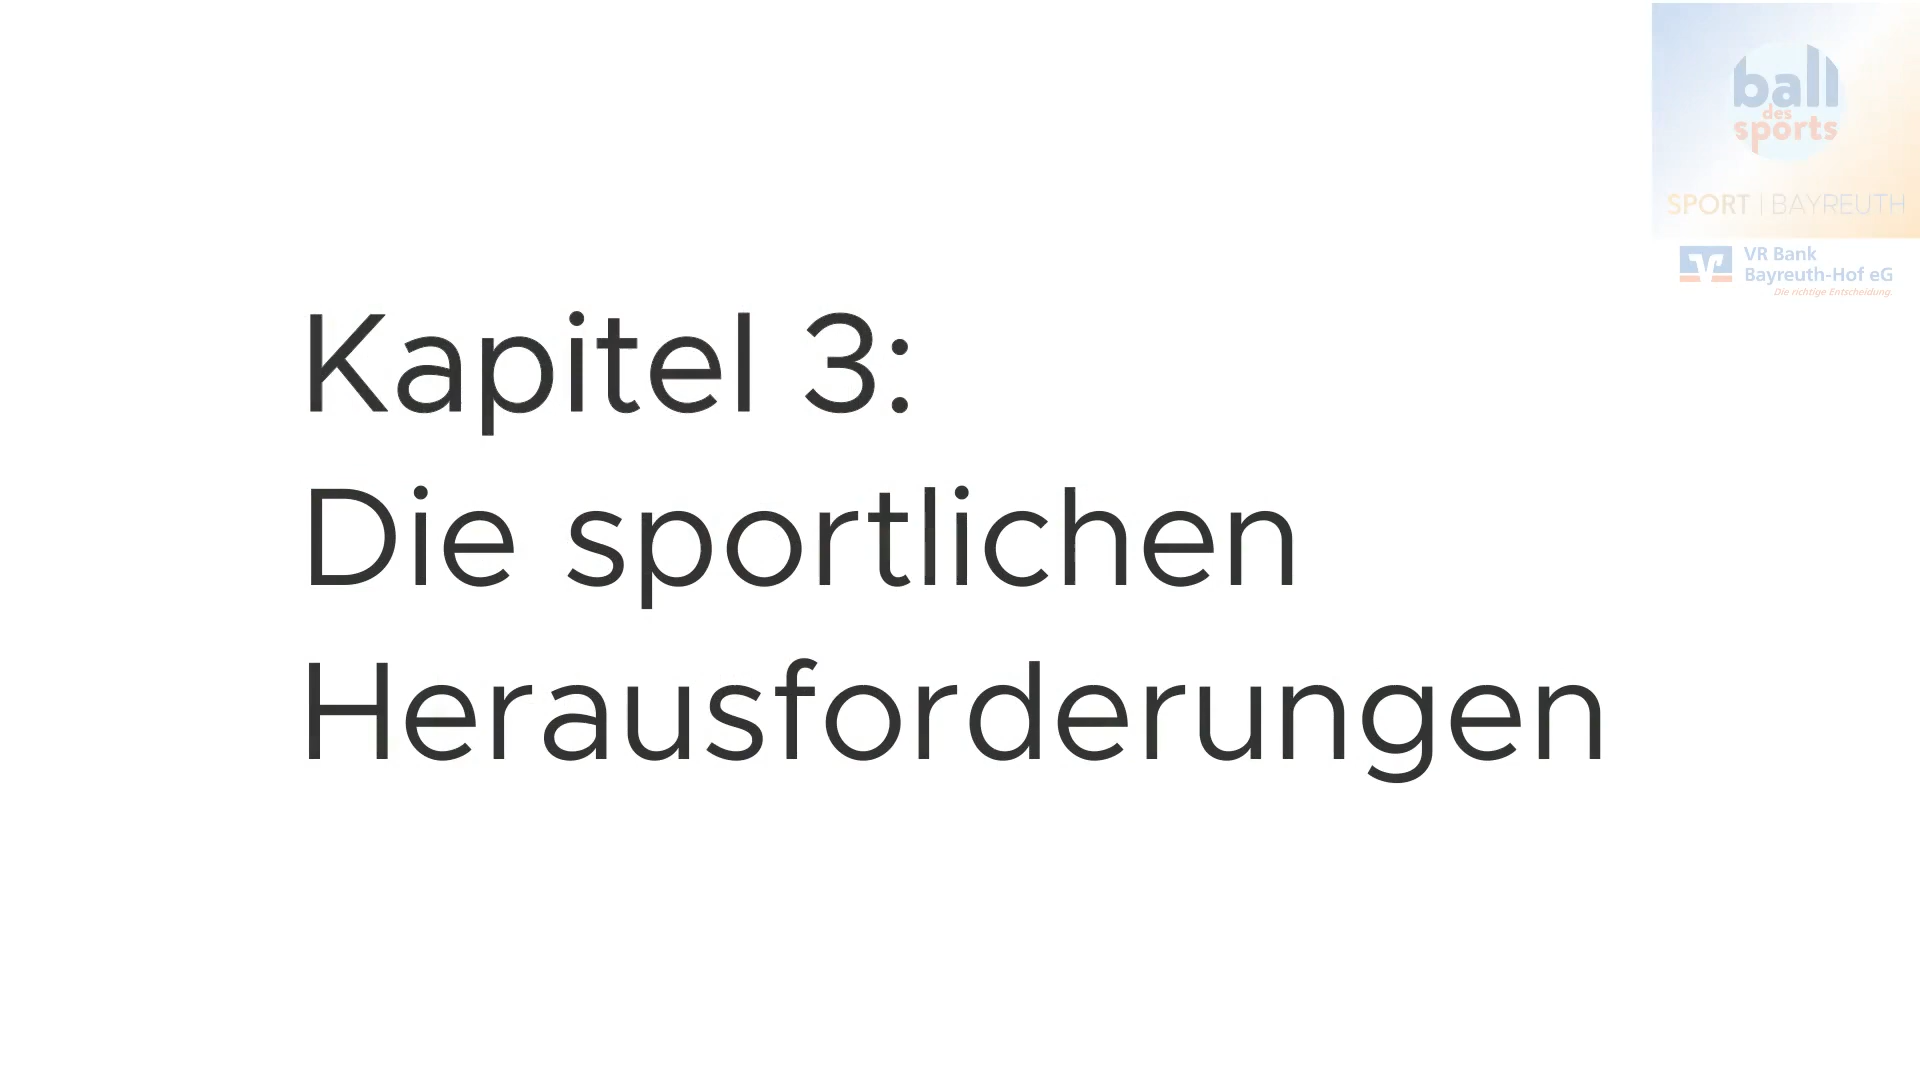 ball
des
sports
SPORT | BAYREUTH
VR Bank
Bayreuth-Hof eG
Die richtige Entscheidung.
Kapitel 3:
Die sportlichen
Herausforderungen